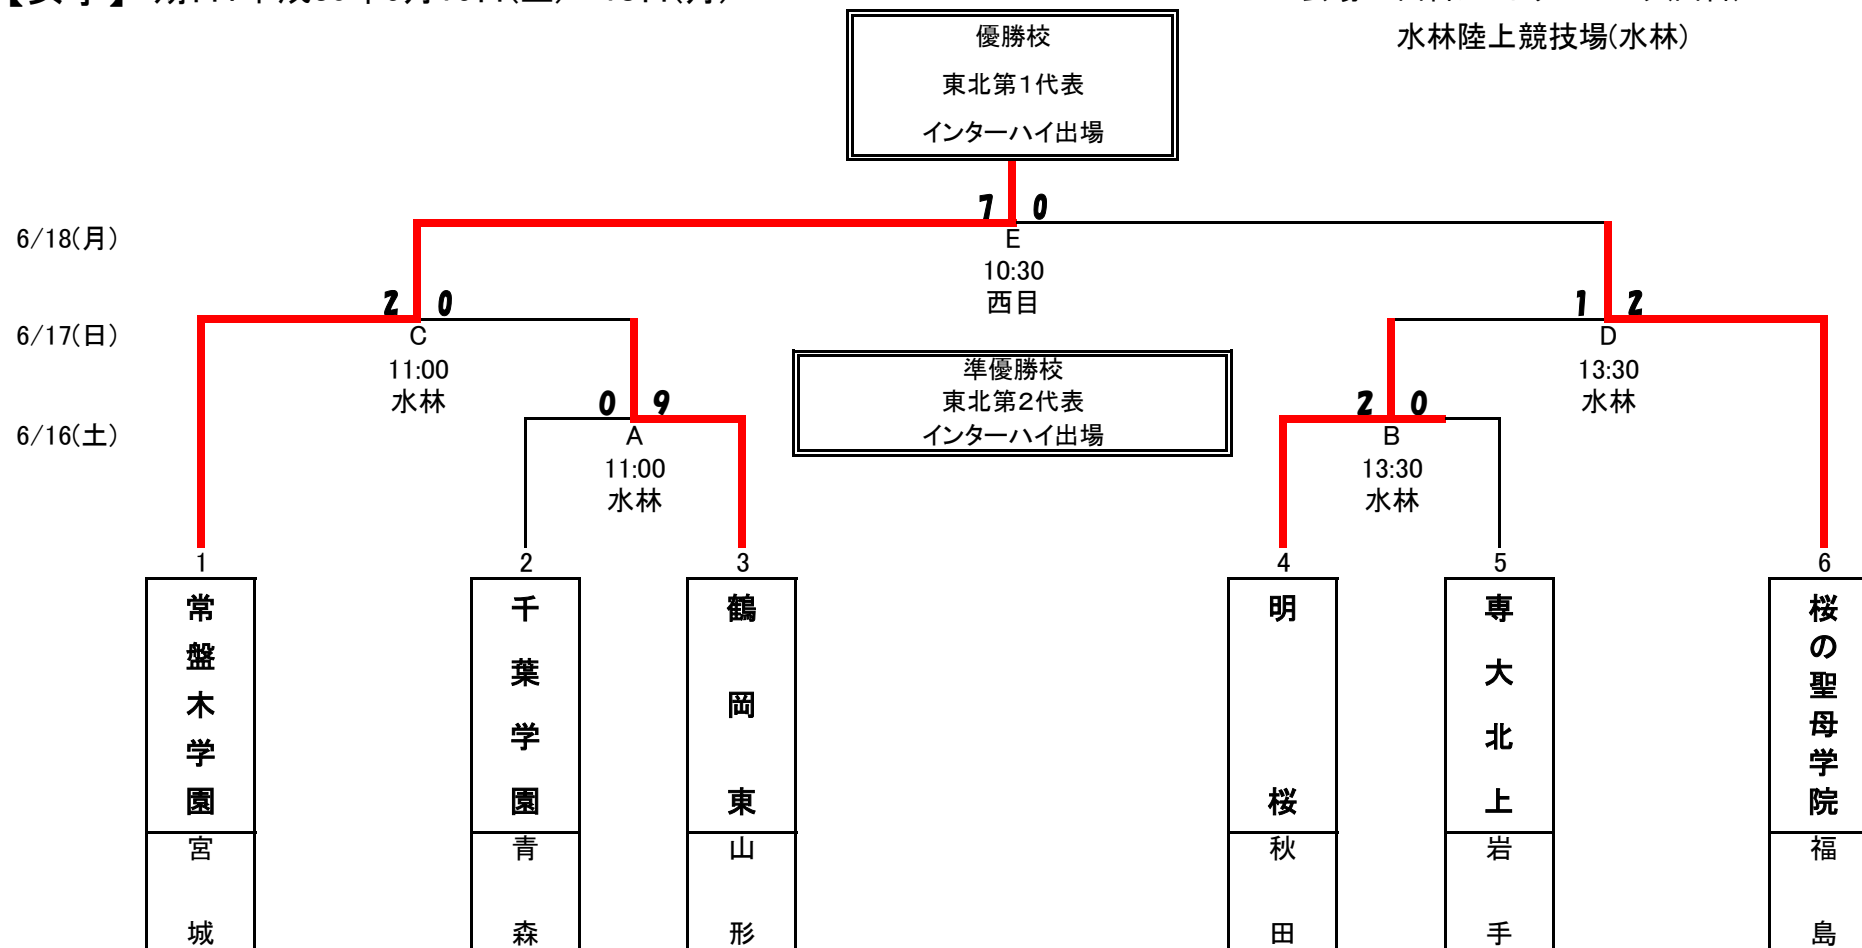 優勝校
東北第1代表
インターハイ出場
水林陸上競技場(水林)
7 0
6/18(月)
E
10:30
西目
2 0
1 2
6/17(日)
C
11:00
水林
D
13:30
水林
準優勝校
東北第2代表
インターハイ出場
0 9
2 0
6/16(土)
A
11:00
水林
B
13:30
水林
1
常盤木学園
宮城
2
千葉学園
青森
3
鶴岡東
山形
4
明桜
秋田
5
専大北上
岩手
6
桜の聖母学院
福島